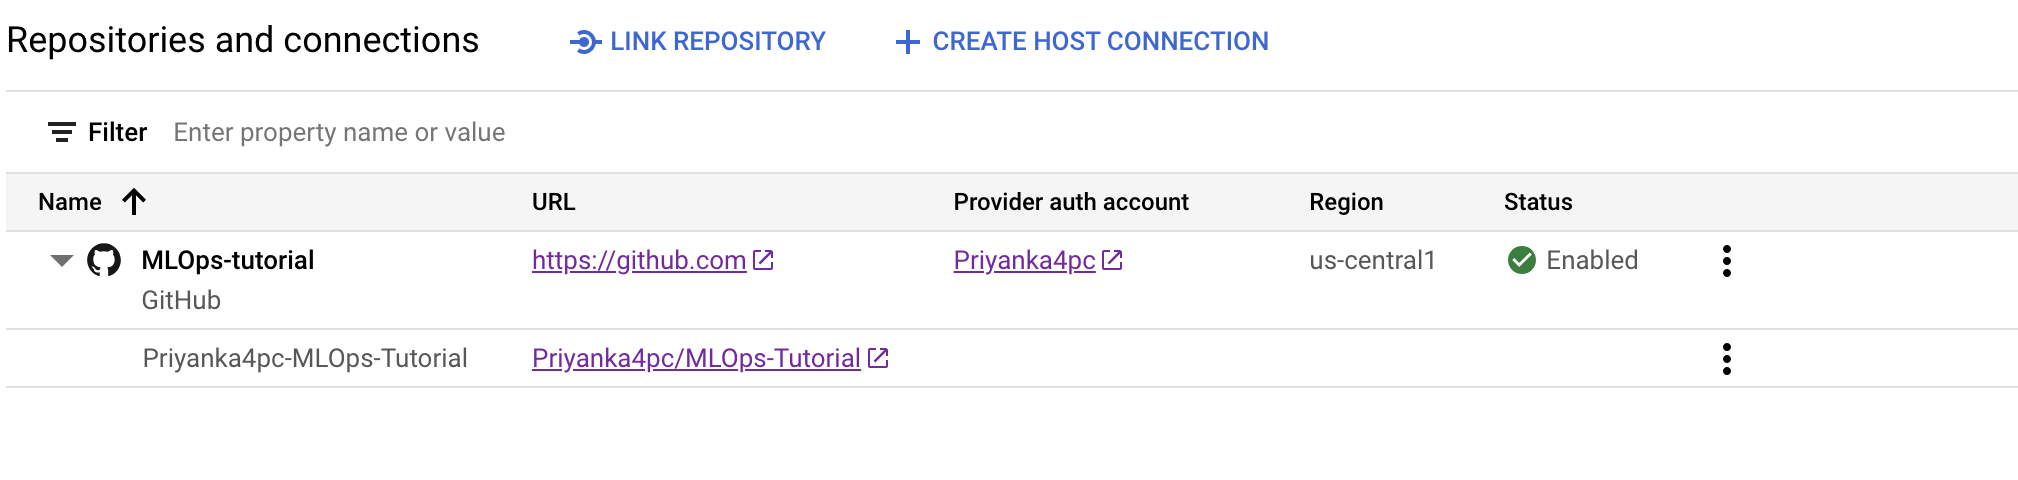 Repositories and connections LINK REPOSITORY CREATE HOST CONNECTION
Filter Enter property name or value
Name URL Provider auth account Region Status
MLOps-tutorial https://github.com Priyanka4pc us-central1 Enabled
GitHub
Priyanka4pc-MLOps-Tutorial Priyanka4pc/MLOps-Tutorial